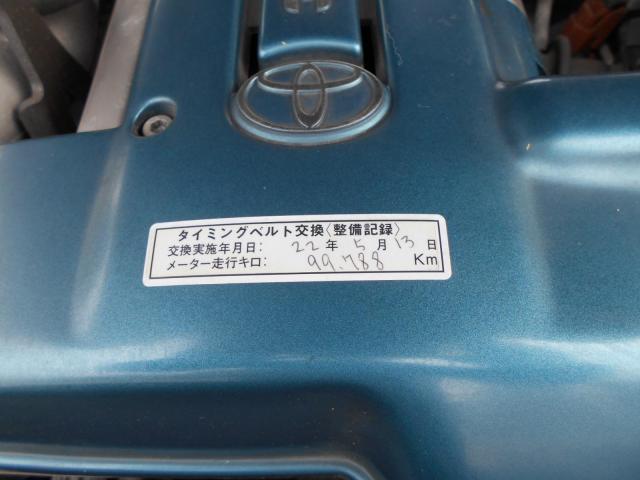 タイミングベルト交換〈整備記録〉
交換実施年月日: 22 年 5 月 13 日
メーター走行キロ: 99.788 Km